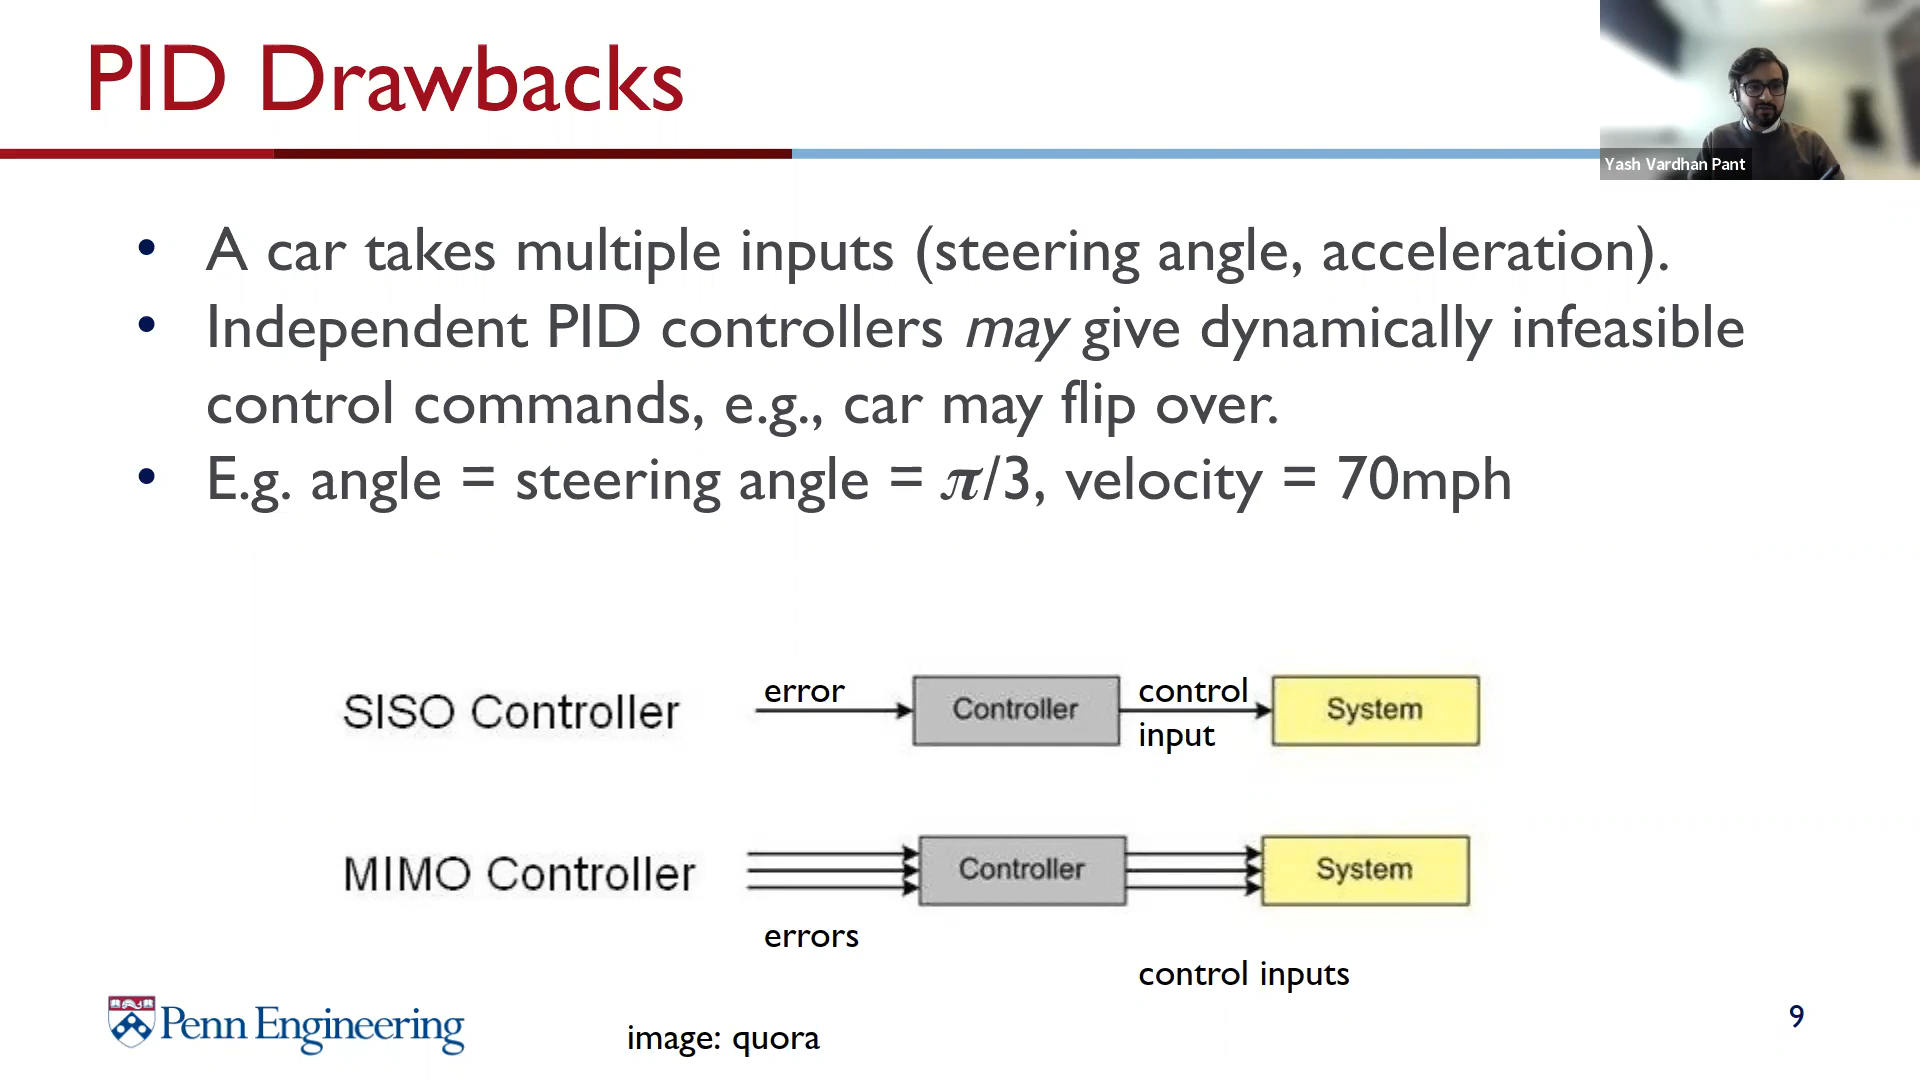 PID Drawbacks
Yash Vardhan Pant
• A car takes multiple inputs (steering angle, acceleration).
• Independent PID controllers may give dynamically infeasible
control commands, e.g., car may flip over.
• E.g. angle = steering angle = π/3, velocity = 70mph
SISO Controller
error
Controller
control
input
System
MIMO Controller
errors
Controller
control inputs
System
Penn Engineering
image: quora
9